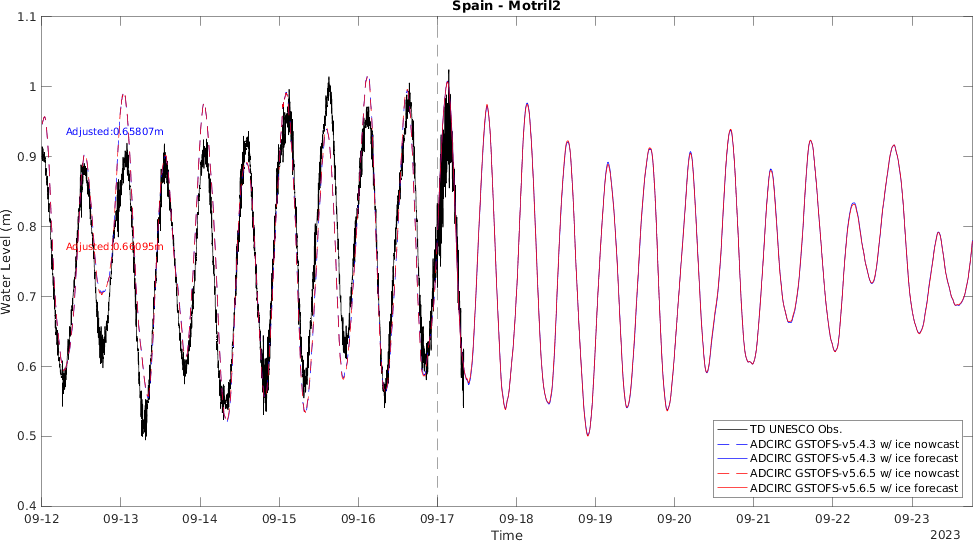 Spain - Motril2
1.1
1
0.9
0.8
0.7
0.6
0.5
0.4
Water Level (m)
Adjusted:0.65807m
Adjusted:0.66095m
TD UNESCO Obs.
ADCIRC GSTOFS-v5.4.3 w/ ice nowcast
ADCIRC GSTOFS-v5.4.3 w/ ice forecast
ADCIRC GSTOFS-v5.6.5 w/ ice nowcast
ADCIRC GSTOFS-v5.6.5 w/ ice forecast
09-12 09-13 09-14 09-15 09-16 09-17 09-18 09-19 09-20 09-21 09-22 09-23
Time
2023